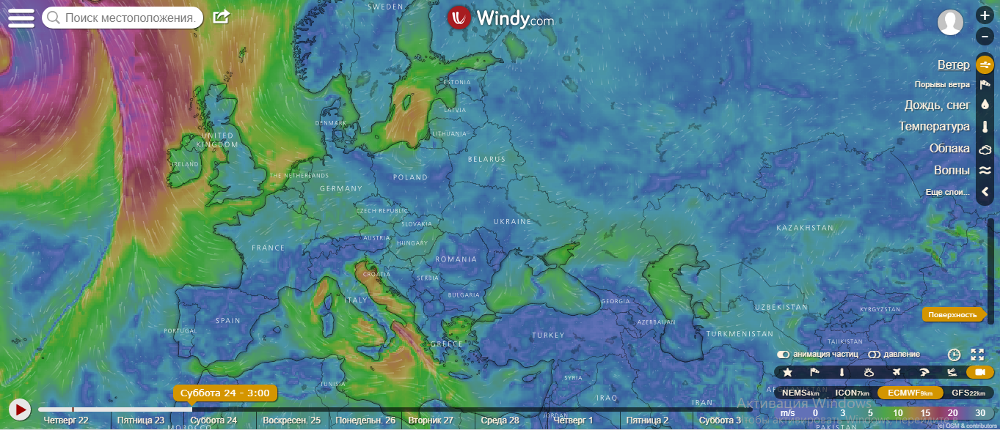 Поиск местоположения.
Windy.com
SWEDEN
Ветер
Порывы ветра
ESTONIA
Дождь, снег
LATVIA
DENMARK
Температура
LITHUANIA
UNITED
KINGDOM
Облака
BELARUS
IRELAND
Волны
THE NETHERLANDS
POLAND
GERMANY
Еще слои...
CZECH REPUBLIC
SLOVAKIA
UKRAINE
KAZAKHSTAN
AUSTRIA
HUNGARY
FRANCE
ROMANIA
CROATIA
SERBIA
BULGARIA
ITALY
GEORGIA
UZBEKISTAN
KYRGYZSTAN
Поверхность
SPAIN
AZERBAIJAN
PORTUGAL
TURKEY
TURKMENISTAN
GREECE
TAJIKISTAN
анимация частиц
давление
SYRIA
TUNISIA
Суббота 24 - 3:00
NEMS4km
ICON7km
ECMWF9km
GFS22km
IRAQ
IRAN
Активация Windows
m/s 0 3 5 10 15 20 30
JORDAN
Четверг 22
Пятница 23
Суббота 24
Воскресн. 25
Понедельн. 26
Вторник 27
Среда 28
Четверг 1
Пятница 2
Суббота 3
Чтобы активировать Windows, перейдите
MOROCCO
PAKISTAN
(c) OSM & contributors